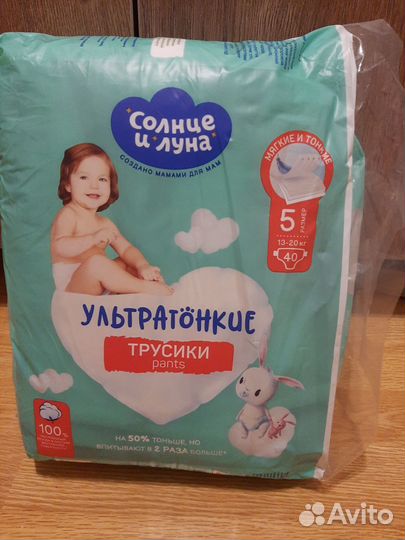 Солнце
и луна
СОЗДАНО МАМАМИ ДЛЯ МАМ
МЯГКИЕ И ТОНКИЕ
5
РАЗМЕР
13-20 КГ
40
УЛЬТРАТОНКИЕ
ТРУСИКИ
pants
100%
НА 50% ТОНЬШЕ, НО
ВПИТЫВАЮТ В 2 РАЗА БОЛЬШЕ*
Avito